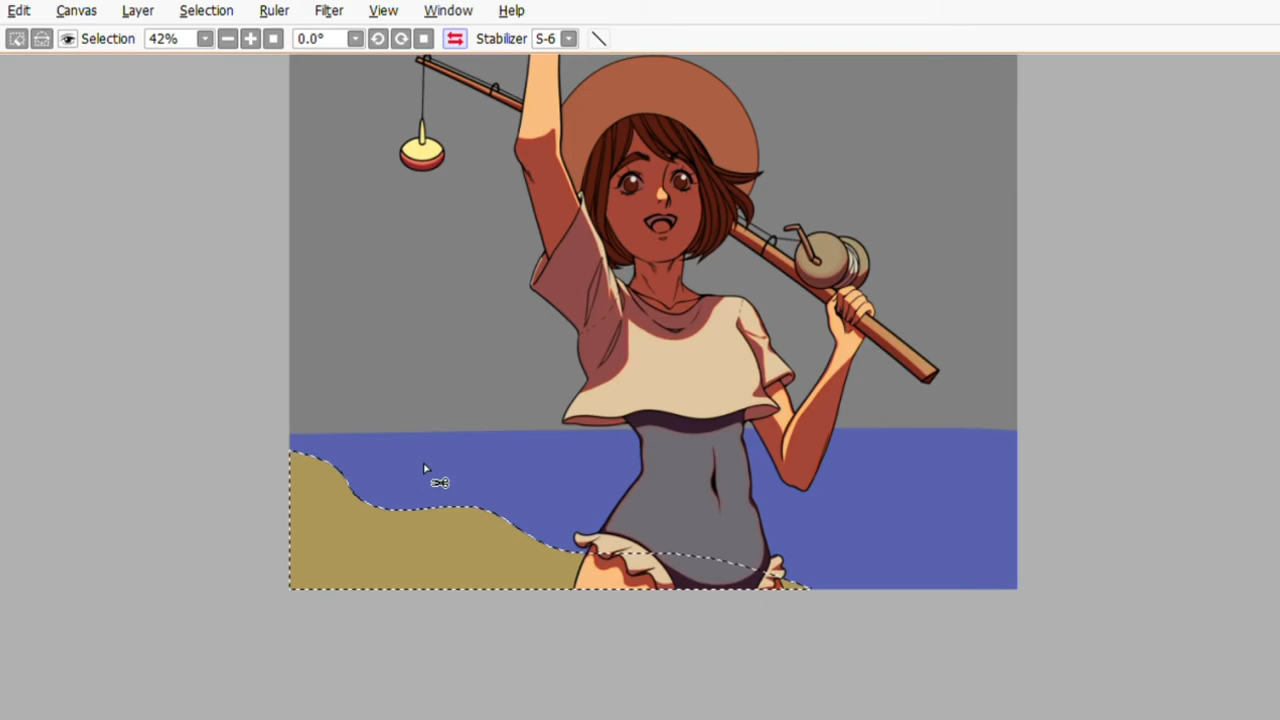 Edit Canvas Layer Selection Ruler Filter View Window Help
Selection 42% 0.0° Stabilizer S-6